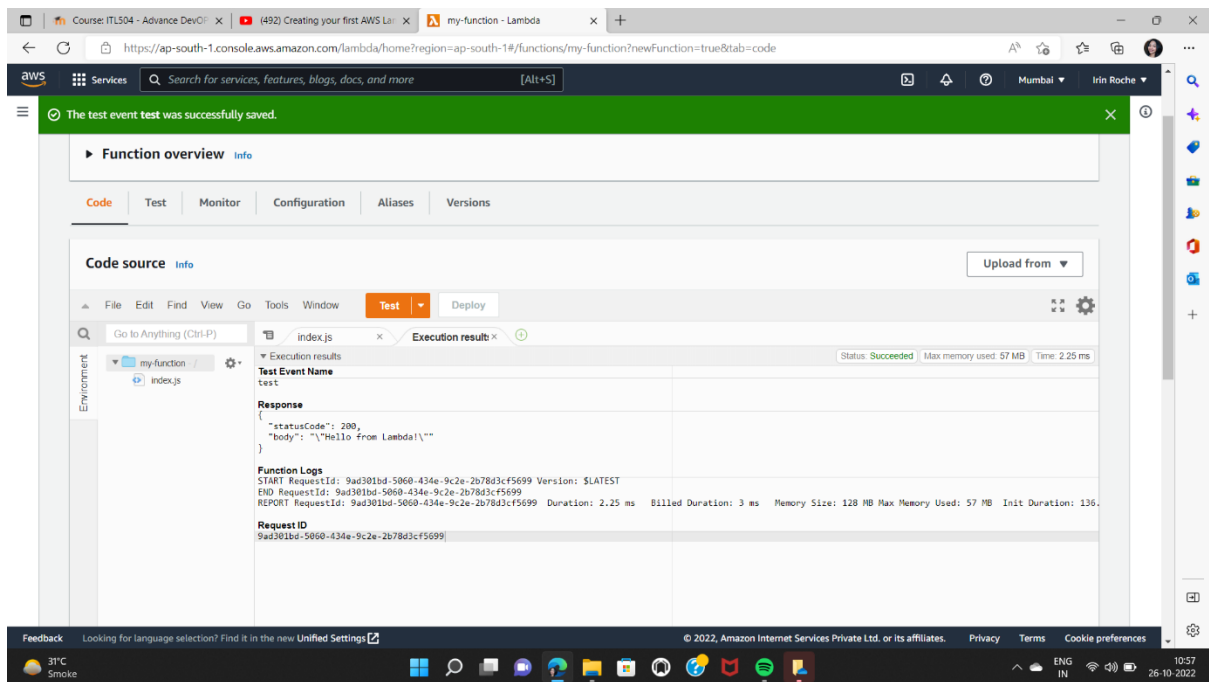 Course: ITL504 - Advance DevOP
(492) Creating your first AWS Lar
my-function - Lambda
https://ap-south-1.console.aws.amazon.com/lambda/home?region=ap-south-1#/functions/my-function?newFunction=true&tab=code
aws Services Search for services, features, blogs, docs, and more [Alt+S] Mumbai Irin Roche
The test event test was successfully saved.
Function overview Info
Code Test Monitor Configuration Aliases Versions
Code source Info
Upload from
File Edit Find View Go Tools Window Test Deploy
Go to Anything (Ctrl-P)
index.js
Execution results
Environment
my-function - /
index.js
Execution results
Status: Succeeded Max memory used: 57 MB Time: 2.25 ms
Test Event Name
test
Response
{
"statusCode": 200,
"body": "\"Hello from Lambda!\""
}
Function Logs
START RequestId: 9ad301bd-5060-434e-9c2e-2b78d3cf5699 Version: $LATEST
END RequestId: 9ad301bd-5060-434e-9c2e-2b78d3cf5699
REPORT RequestId: 9ad301bd-5060-434e-9c2e-2b78d3cf5699 Duration: 2.25 ms Billed Duration: 3 ms Memory Size: 128 MB Max Memory Used: 57 MB Init Duration: 136.
Request ID
9ad301bd-5060-434e-9c2e-2b78d3cf5699
Feedback Looking for language selection? Find it in the new Unified Settings © 2022, Amazon Internet Services Private Ltd. or its affiliates. Privacy Terms Cookie preferences
31°C
Smoke
ENG
IN
10:57
26-10-2022